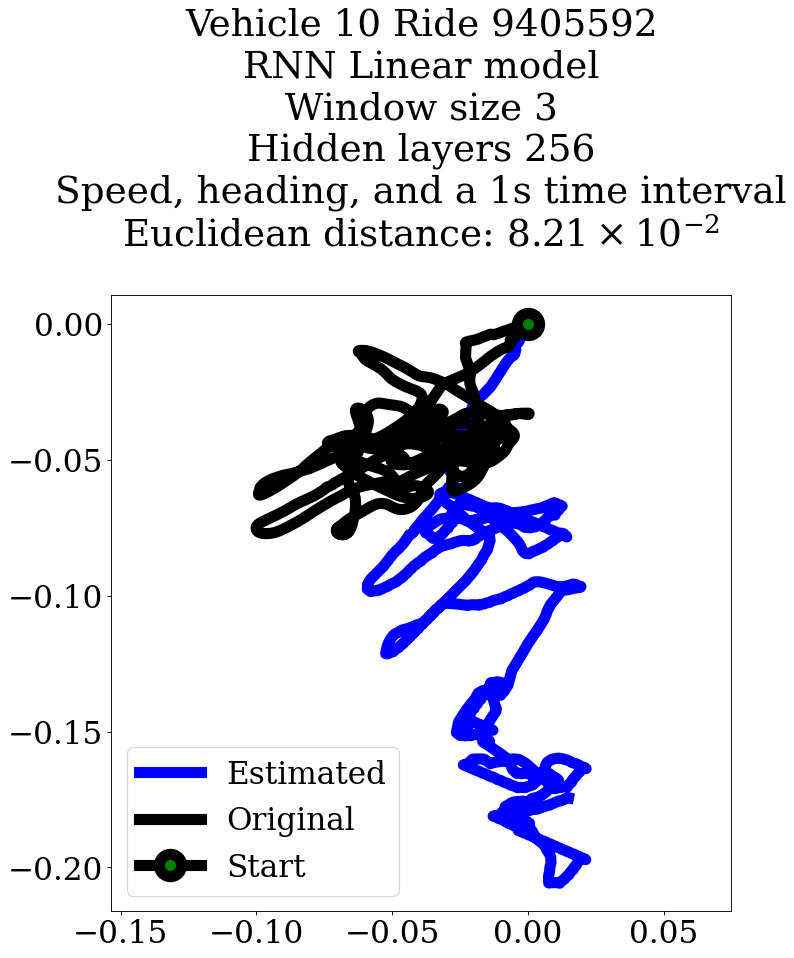 Vehicle 10 Ride 9405592
RNN Linear model
Window size 3
Hidden layers 256
Speed, heading, and a 1s time interval
Euclidean distance: 8.21 × 10⁻²
0.00
−0.05
−0.10
−0.15
−0.20
Estimated
Original
Start
−0.15 −0.10 −0.05 0.00 0.05